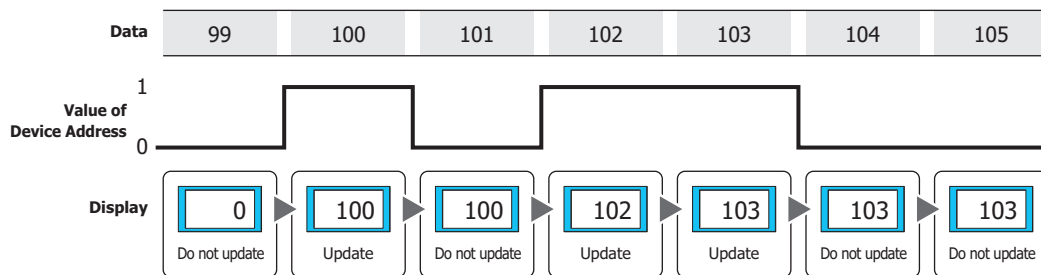 Data 99 100 101 102 103 104 105
1
Value of
Device Address
0
Display 0 100 100 102 103 103 103
Do not update Update Do not update Update Update Do not update Do not update